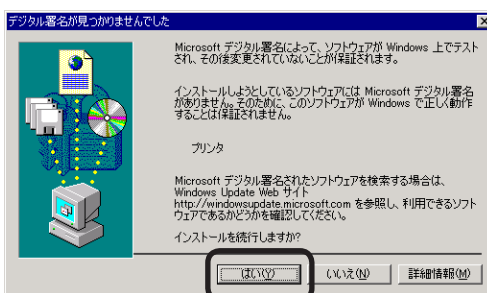 デジタル署名が見つかりませんでした
Microsoft デジタル署名によって、ソフトウェアが Windows 上でテスト
され、その後変更されていないことが保証されます。
インストールしようとしているソフトウェアには Microsoft デジタル署名
がありません。そのために、このソフトウェアが Windows で正しく動作
することは保証されません。
プリンタ
Microsoft デジタル署名されたソフトウェアを検索する場合は、
Windows Update Web サイト
http://windowsupdate.microsoft.com を参照し、利用できるソフト
ウェアであるかどうかを確認してください。
インストールを続行しますか?
はい(Y) いいえ(N) 詳細情報(M)